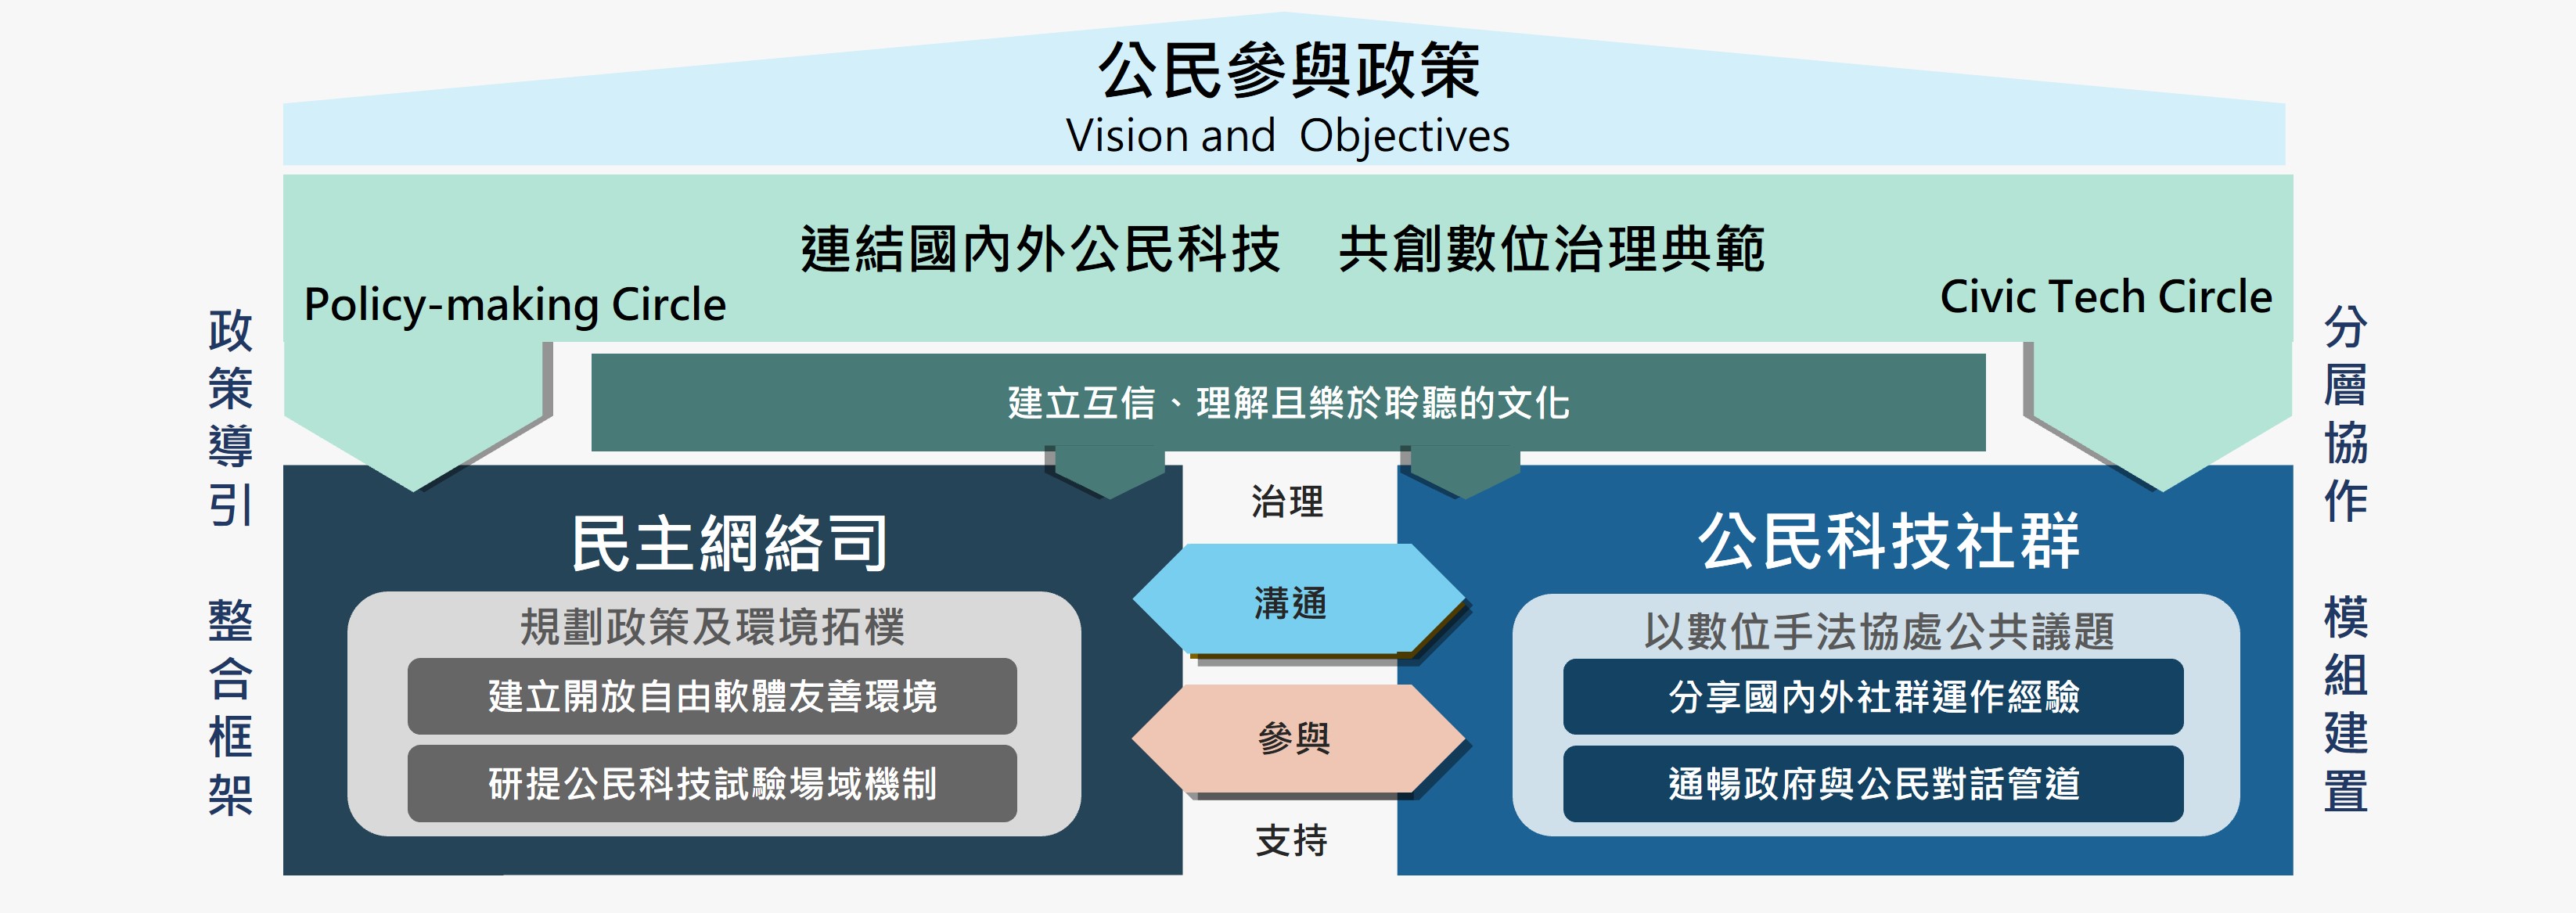 公民參與政策
Vision and Objectives
連結國內外公民科技　共創數位治理典範
Policy-making Circle
Civic Tech Circle
政策導引　整合框架
建立互信、理解且樂於聆聽的文化
民主網絡司
規劃政策及環境拓樸
建立開放自由軟體友善環境
研提公民科技試驗場域機制
治理
溝通
參與
支持
公民科技社群
以數位手法協處公共議題
分享國內外社群運作經驗
通暢政府與公民對話管道
分層協作　模組建置